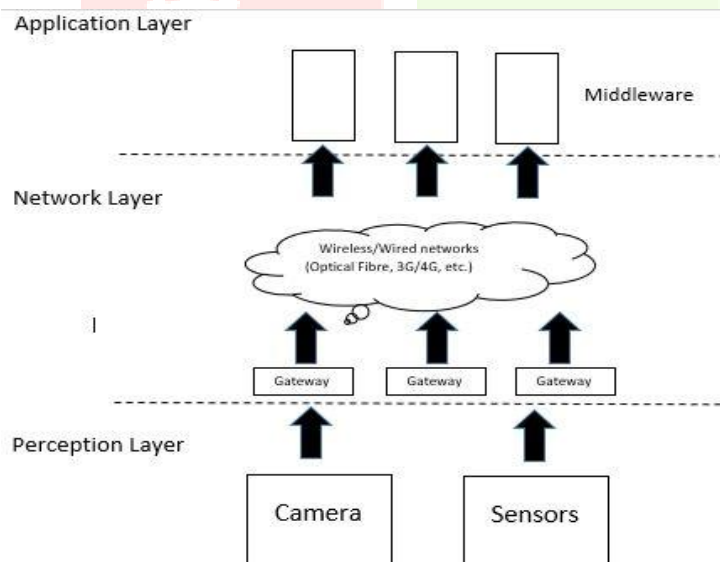 Application Layer
Middleware
Network Layer
Wireless/Wired networks
(Optical Fibre, 3G/4G, etc.)
Gateway
Gateway
Gateway
Perception Layer
Camera
Sensors